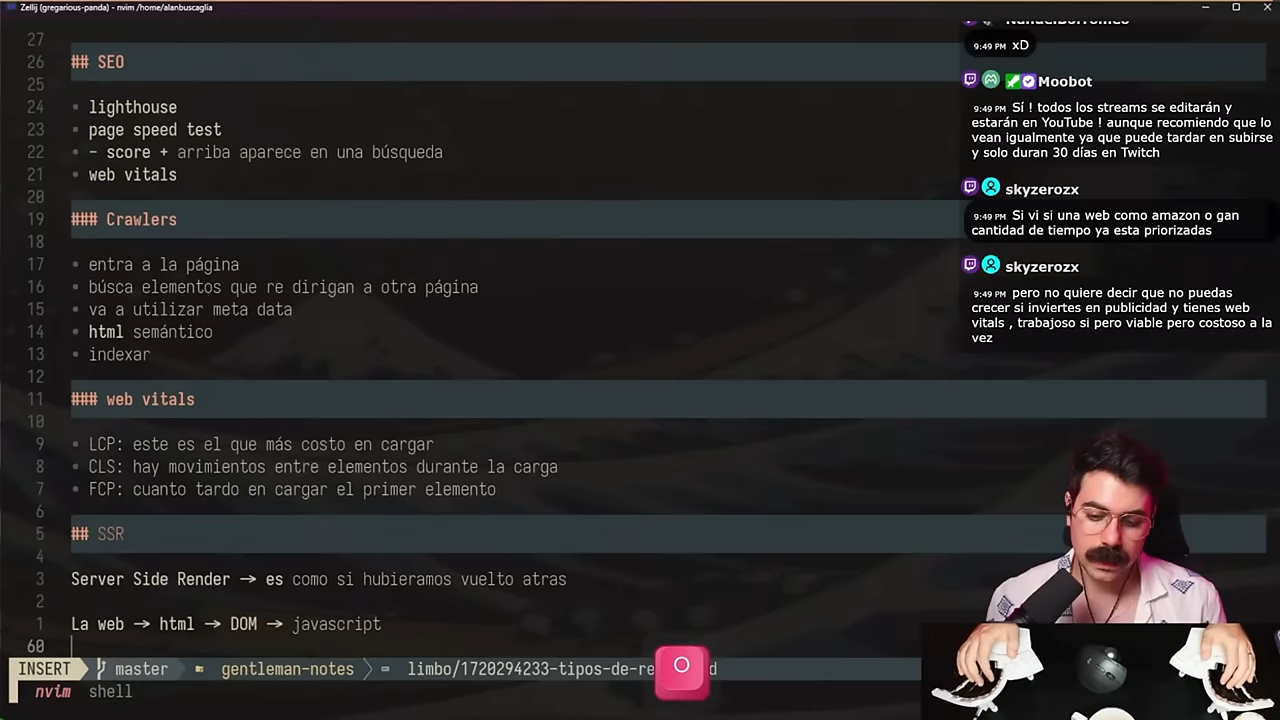 Zellij (gregarious-panda) - nvim /home/alanbuscaglia
27
26 ## SEO
25
24 • lighthouse
23 • page speed test
22 • - score + arriba aparece en una búsqueda
21 • web vitals
20
19 ### Crawlers
18
17 • entra a la página
16 • búsca elementos que re dirigan a otra página
15 • va a utilizar meta data
14 • html semántico
13 • indexar
12
11 ### web vitals
10
9 • LCP: este es el que más costo en cargar
8 • CLS: hay movimientos entre elementos durante la carga
7 • FCP: cuanto tardo en cargar el primer elemento
6
5 ## SSR
4
3 Server Side Render → es como si hubieramos vuelto atras
2
1 La web → html → DOM → javascript
60
INSERT master gentleman-notes limbo/1720294233-tipos-de-re d
nvim shell
O
9:49 PM xD
Moobot
9:49 PM Sí ! todos los streams se editarán y
estarán en YouTube ! aunque recomiendo que lo
vean igualmente ya que puede tardar en subirse
y solo duran 30 días en Twitch
skyzerozx
9:49 PM Si vi si una web como amazon o gan
cantidad de tiempo ya esta priorizadas
skyzerozx
9:49 PM pero no quiere decir que no puedas
crecer si inviertes en publicidad y tienes web
vitals , trabajoso si pero viable pero costoso a la
vez